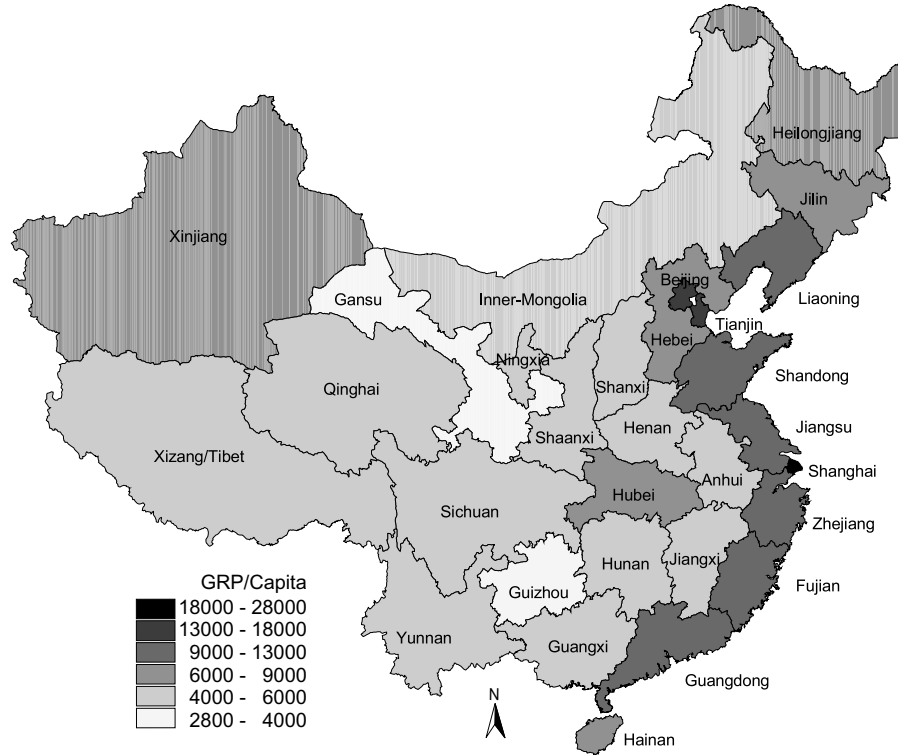 Heilongjiang
Jilin
Xinjiang
Beijing
Gansu
Inner-Mongolia
Liaoning
Tianjin
Hebei
Ningxia
Shandong
Qinghai
Shanxi
Jiangsu
Henan
Shaanxi
Xizang/Tibet
Shanghai
Anhui
Hubei
Sichuan
Zhejiang
Jiangxi
Hunan
Fujian
Guizhou
Yunnan
Guangxi
Guangdong
Hainan
GRP/Capita
18000 - 28000
13000 - 18000
9000 - 13000
6000 - 9000
4000 - 6000
2800 - 4000
N